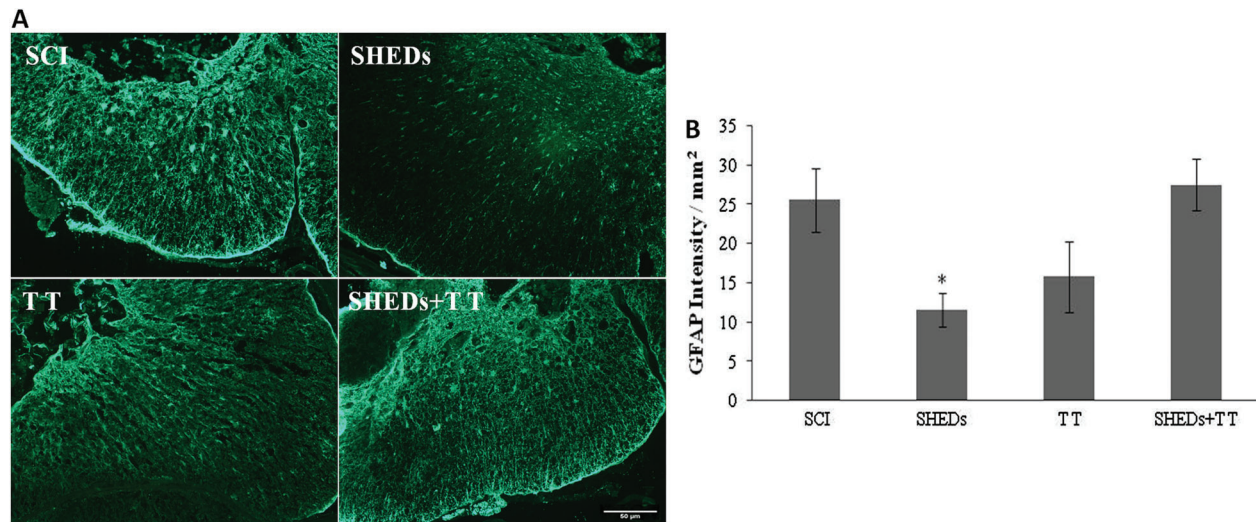 A
SCI
SHEDs
TT
SHEDs+TT
50 µm
B
GFAP Intensity / mm²
35
30
25
20
15
10
5
0
*
SCI
SHEDs
TT
SHEDs+TT